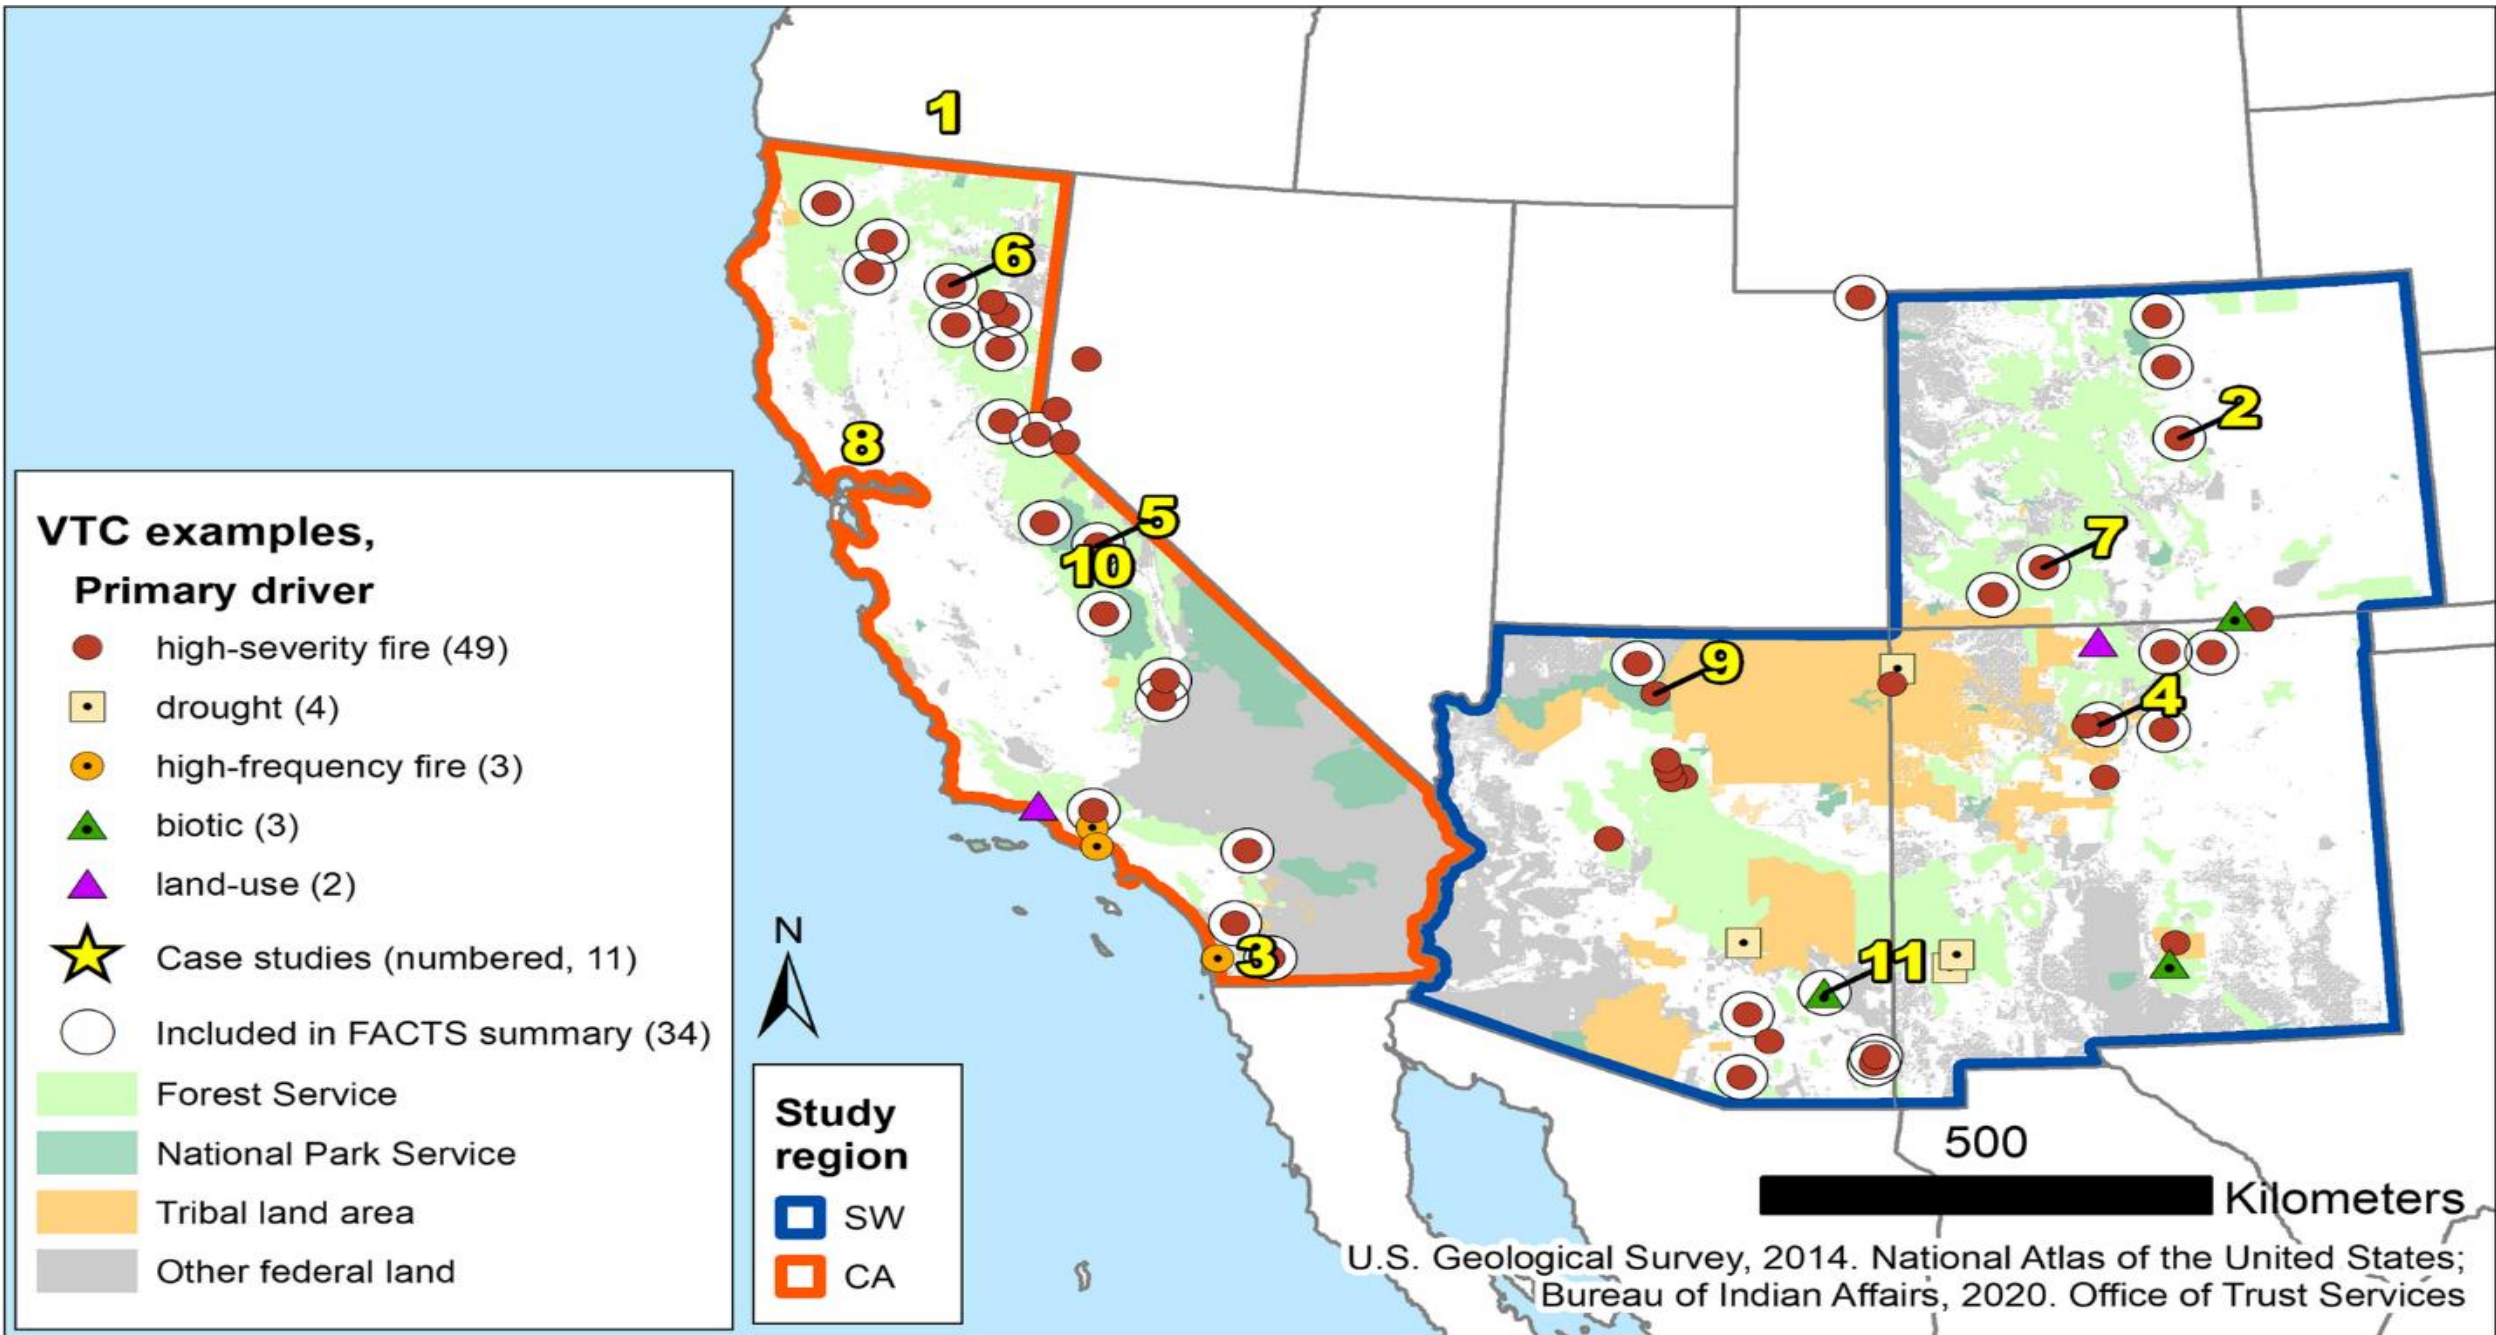 1
6
2
8
5
10
7
9
4
11
3
VTC examples,
Primary driver
high-severity fire (49)
drought (4)
high-frequency fire (3)
biotic (3)
land-use (2)
Case studies (numbered, 11)
Included in FACTS summary (34)
Forest Service
National Park Service
Tribal land area
Other federal land
N
Study
region
SW
CA
500
Kilometers
U.S. Geological Survey, 2014. National Atlas of the United States;
Bureau of Indian Affairs, 2020. Office of Trust Services